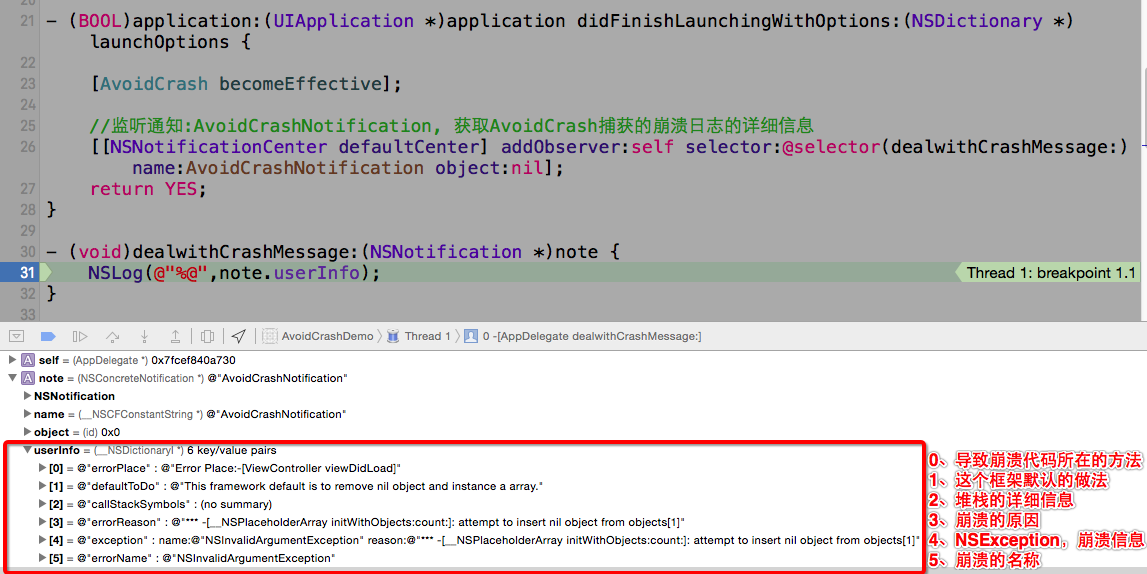 21 - (BOOL)application:(UIApplication *)application didFinishLaunchingWithOptions:(NSDictionary *)
launchOptions {
22
23 [AvoidCrash becomeEffective];
24
25 //监听通知:AvoidCrashNotification, 获取AvoidCrash捕获的崩溃日志的详细信息
26 [[NSNotificationCenter defaultCenter] addObserver:self selector:@selector(dealwithCrashMessage:)
name:AvoidCrashNotification object:nil];
27 return YES;
28 }
29
30 - (void)dealwithCrashMessage:(NSNotification *)note {
31 NSLog(@"%@",note.userInfo); Thread 1: breakpoint 1.1
32 }
33
AvoidCrashDemo Thread 1 0 -[AppDelegate dealwithCrashMessage:]
self = (AppDelegate *) 0x7fcef840a730
note = (NSConcreteNotification *) @"AvoidCrashNotification"
NSNotification
name = (__NSCFConstantString *) @"AvoidCrashNotification"
object = (id) 0x0
userInfo = (__NSDictionaryI *) 6 key/value pairs
[0] = @"errorPlace" : @"Error Place:-[ViewController viewDidLoad]" 0、导致崩溃代码所在的方法
[1] = @"defaultToDo" : @"This framework default is to remove nil object and instance a array." 1、这个框架默认的做法
[2] = @"callStackSymbols" : (no summary) 2、堆栈的详细信息
[3] = @"errorReason" : @"*** -[__NSPlaceholderArray initWithObjects:count:]: attempt to insert nil object from objects[1]" 3、崩溃的原因
[4] = @"exception" : name:@"NSInvalidArgumentException" reason:@"*** -[__NSPlaceholderArray initWithObjects:count:]: attempt to insert nil object from objects[1]" 4、NSException，崩溃信息
[5] = @"errorName" : @"NSInvalidArgumentException" 5、崩溃的名称